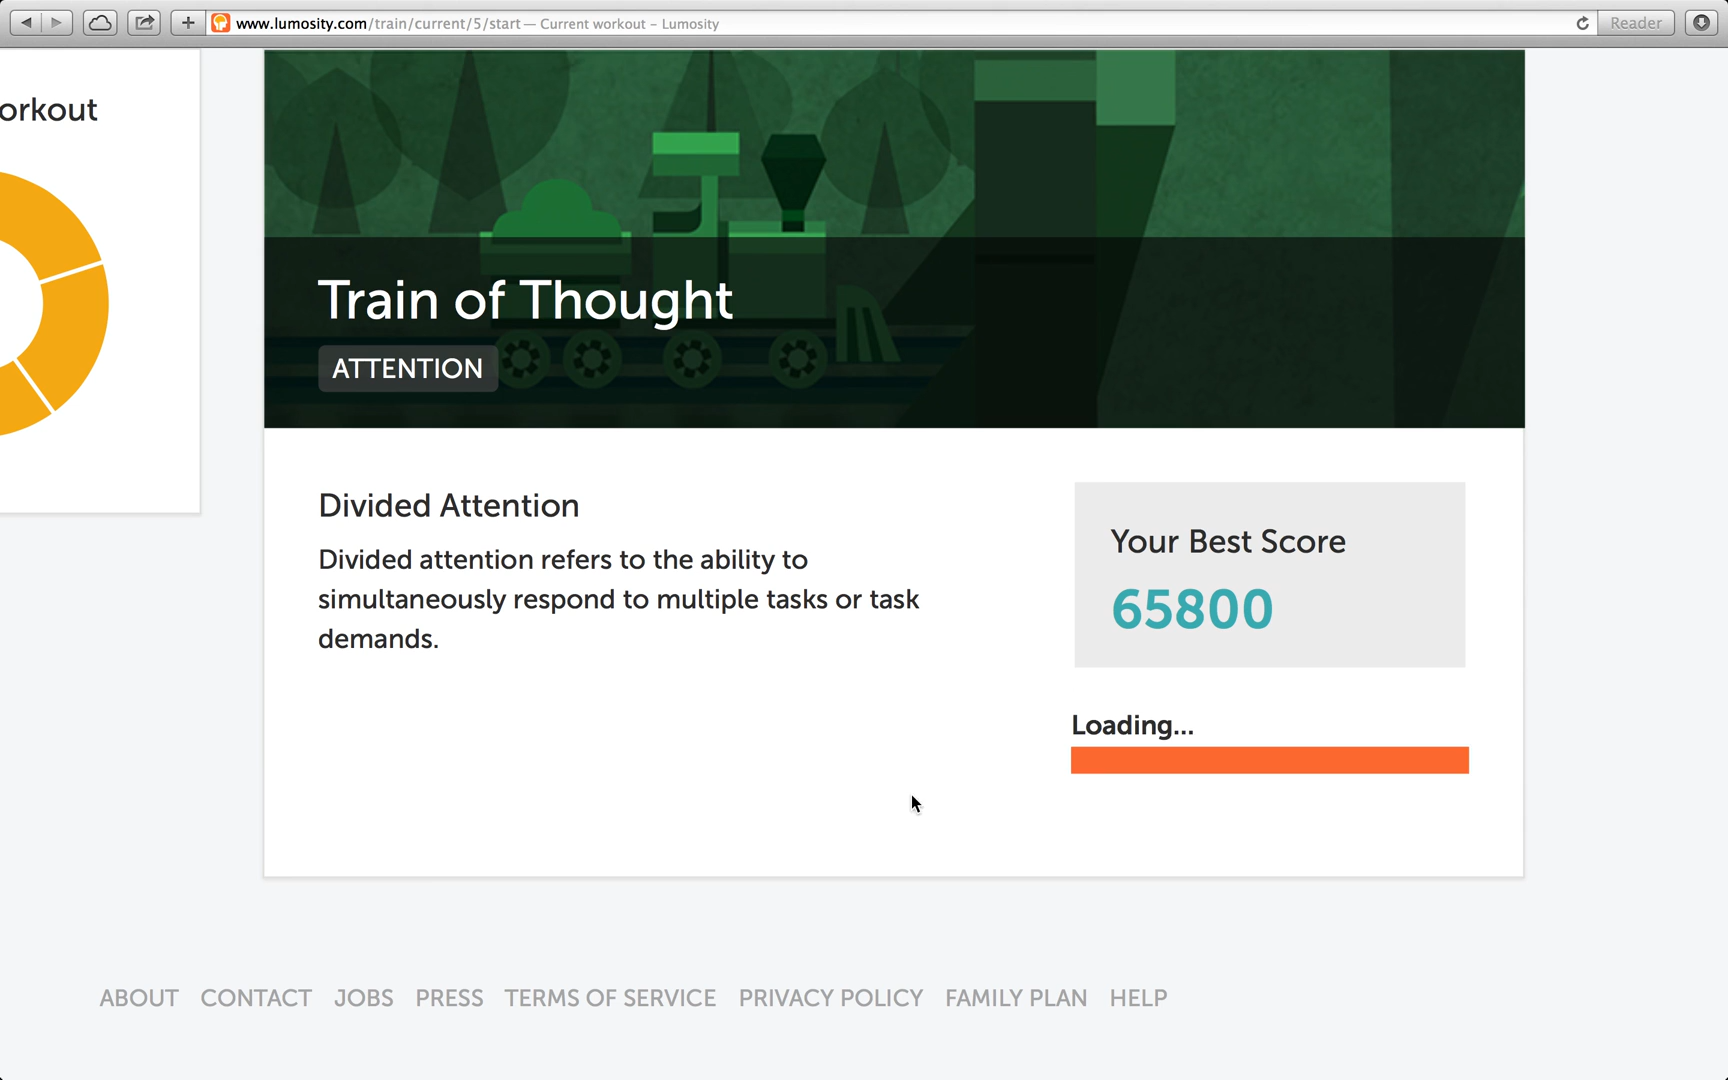 www.lumosity.com/train/current/5/start — Current workout – Lumosity
Reader
orkout
Train of Thought
ATTENTION
Divided Attention
Divided attention refers to the ability to
simultaneously respond to multiple tasks or task
demands.
Your Best Score
65800
Loading...
ABOUT CONTACT JOBS PRESS TERMS OF SERVICE PRIVACY POLICY FAMILY PLAN HELP